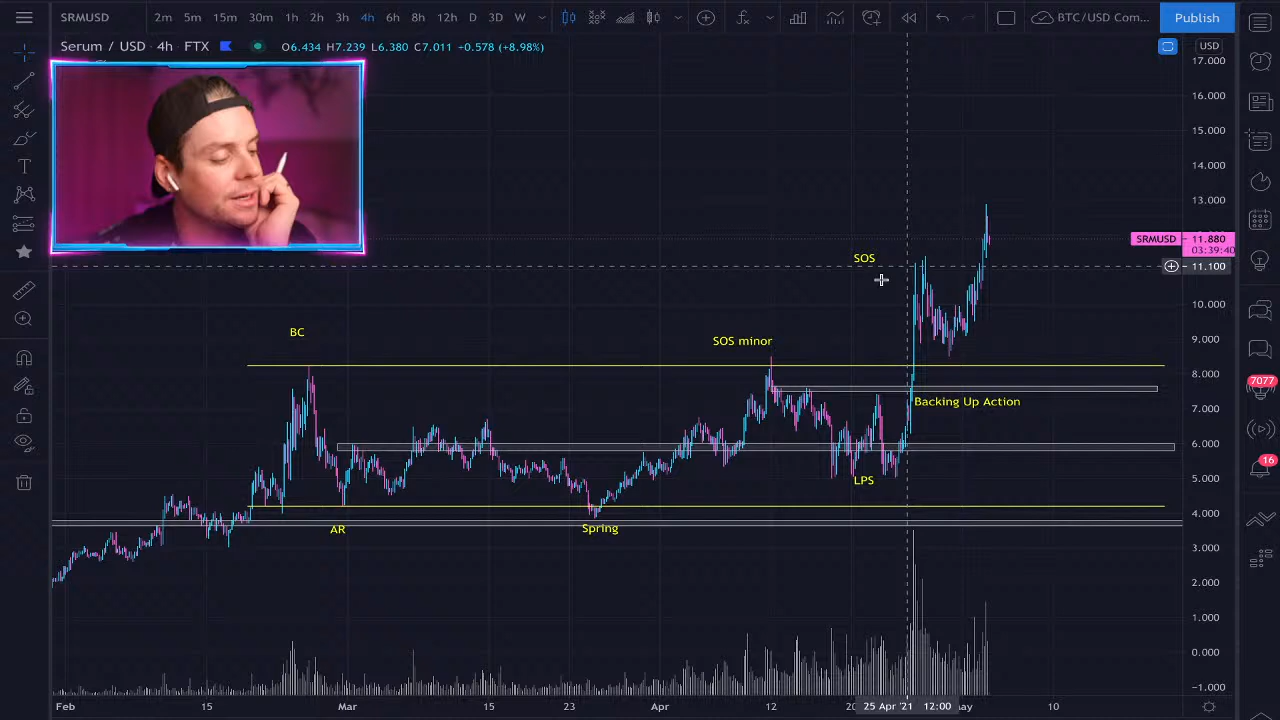 SRMUSD 2m 5m 15m 30m 1h 2h 3h 4h 6h 8h 12h D 3D W BTC/USD Com... Publish
Serum / USD · 4h · FTX O6.434 H7.239 L6.380 C7.011 +0.578 (+8.98%)
USD
17.000
16.000
15.000
14.000
13.000
SRMUSD 11.880
03:39:40
SOS
11.100
10.000
BC
SOS minor
9.000
8.000
7077
Backing Up Action
7.000
6.000
LPS
5.000
16
4.000
AR
Spring
3.000
2.000
1.000
0.000
−1.000
Feb 15 Mar 15 23 Apr 12 25 Apr '21 12:00 10